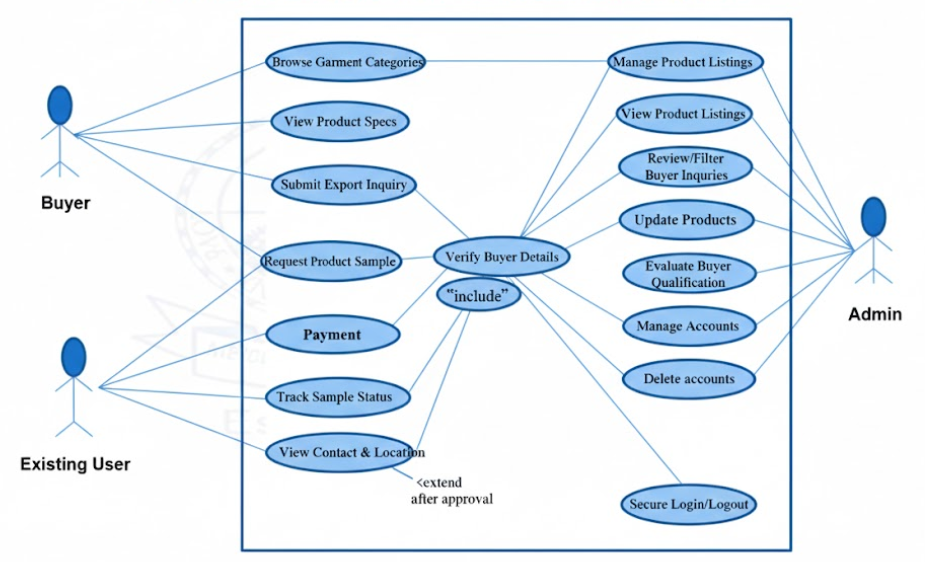 Browse Garment Categories
View Product Specs
Submit Export Inquiry
Request Product Sample
Payment
Track Sample Status
View Contact & Location
<extend
after approval
Verify Buyer Details
“include”
Manage Product Listings
View Product Listings
Review/Filter
Buyer Inquries
Update Products
Evaluate Buyer
Qualification
Manage Accounts
Delete accounts
Secure Login/Logout
Buyer
Existing User
Admin